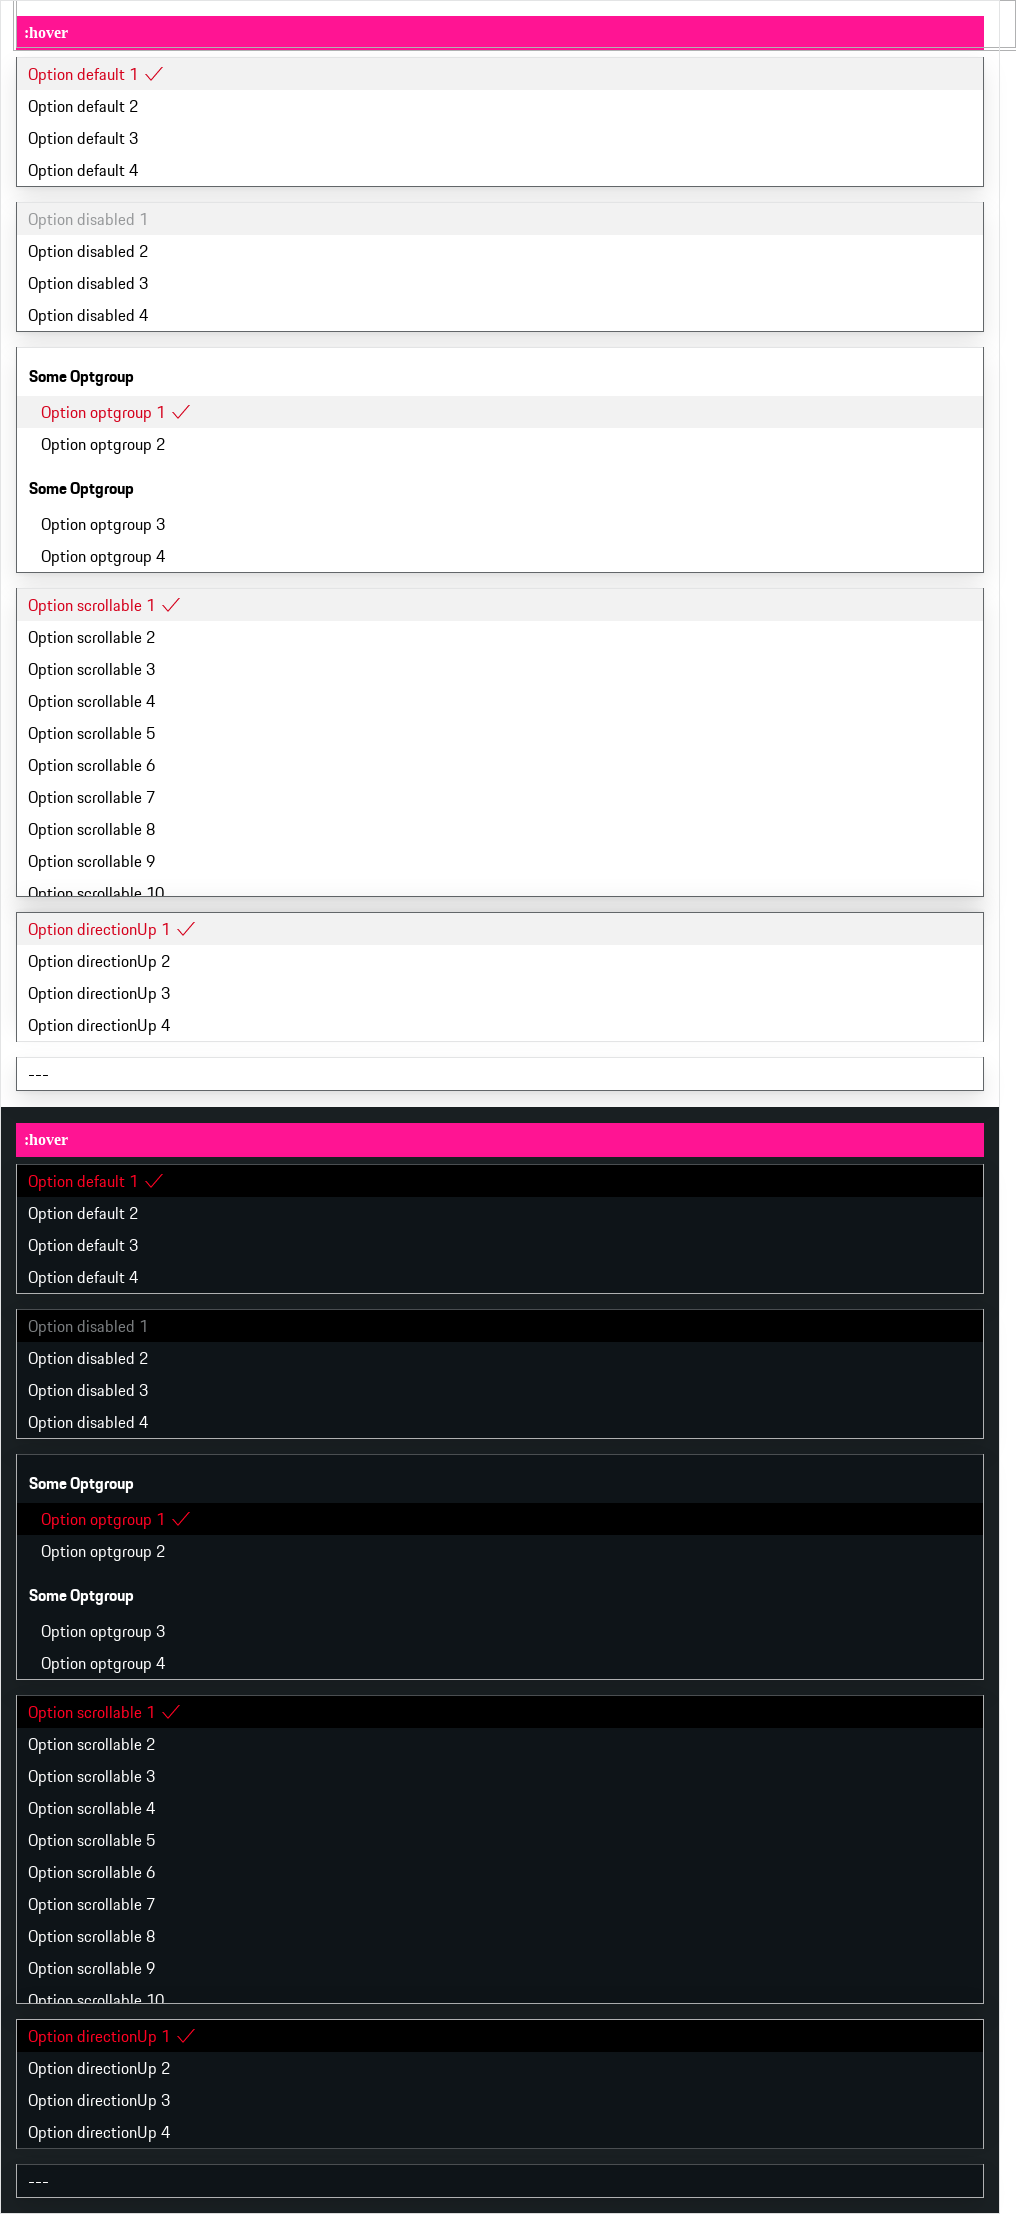 :hover
Option default 1
Option default 2
Option default 3
Option default 4
Option disabled 1
Option disabled 2
Option disabled 3
Option disabled 4
Some Optgroup
Option optgroup 1
Option optgroup 2
Some Optgroup
Option optgroup 3
Option optgroup 4
Option scrollable 1
Option scrollable 2
Option scrollable 3
Option scrollable 4
Option scrollable 5
Option scrollable 6
Option scrollable 7
Option scrollable 8
Option scrollable 9
Option scrollable 10
Option directionUp 1
Option directionUp 2
Option directionUp 3
Option directionUp 4
---
:hover
Option default 1
Option default 2
Option default 3
Option default 4
Option disabled 1
Option disabled 2
Option disabled 3
Option disabled 4
Some Optgroup
Option optgroup 1
Option optgroup 2
Some Optgroup
Option optgroup 3
Option optgroup 4
Option scrollable 1
Option scrollable 2
Option scrollable 3
Option scrollable 4
Option scrollable 5
Option scrollable 6
Option scrollable 7
Option scrollable 8
Option scrollable 9
Option scrollable 10
Option directionUp 1
Option directionUp 2
Option directionUp 3
Option directionUp 4
---